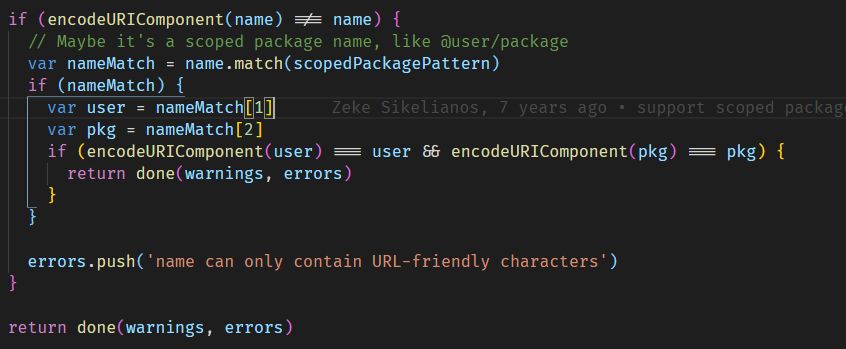 if (encodeURIComponent(name) !== name) {
// Maybe it's a scoped package name, like @user/package
var nameMatch = name.match(scopedPackagePattern)
if (nameMatch) {
var user = nameMatch[1] Zeke Sikelianos, 7 years ago • support scoped package
var pkg = nameMatch[2]
if (encodeURIComponent(user) === user && encodeURIComponent(pkg) === pkg) {
return done(warnings, errors)
}
}
errors.push('name can only contain URL-friendly characters')
}
return done(warnings, errors)